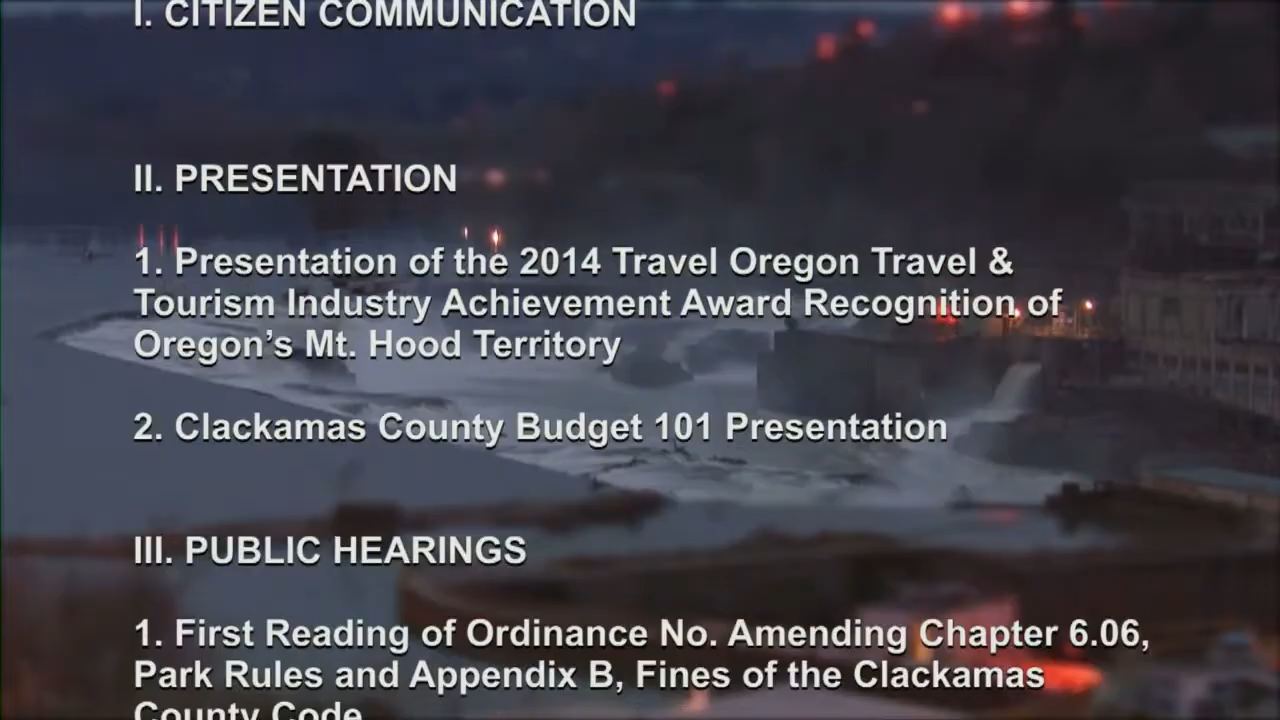 I. CITIZEN COMMUNICATION
II. PRESENTATION
1. Presentation of the 2014 Travel Oregon Travel &
Tourism Industry Achievement Award Recognition of
Oregon’s Mt. Hood Territory
2. Clackamas County Budget 101 Presentation
III. PUBLIC HEARINGS
1. First Reading of Ordinance No. Amending Chapter 6.06,
Park Rules and Appendix B, Fines of the Clackamas
County Code